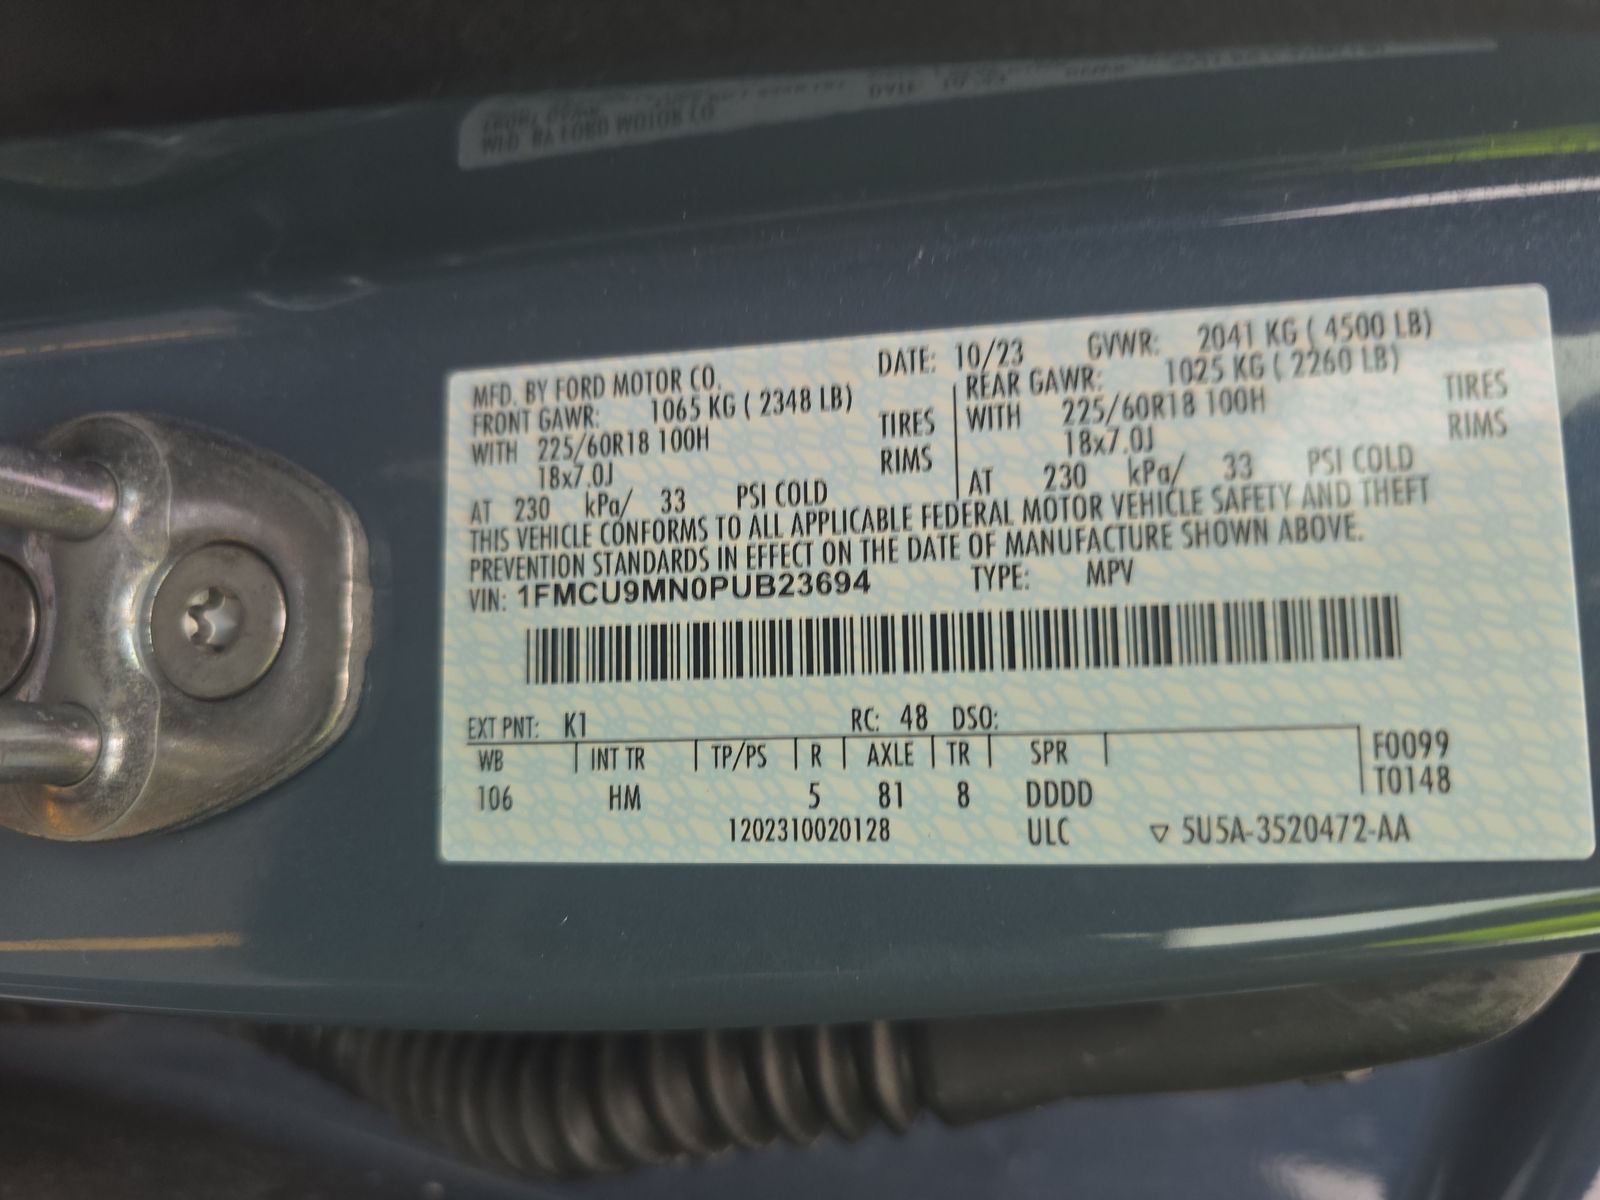 MFD. BY FORD MOTOR CO. DATE: 10/23 GVWR: 2041 KG ( 4500 LB)
FRONT GAWR: 1065 KG ( 2348 LB) REAR GAWR: 1025 KG ( 2260 LB)
WITH 225/60R18 100H TIRES WITH 225/60R18 100H TIRES
18x7.0J RIMS 18x7.0J RIMS
AT 230 kPa/ 33 PSI COLD AT 230 kPa/ 33 PSI COLD
THIS VEHICLE CONFORMS TO ALL APPLICABLE FEDERAL MOTOR VEHICLE SAFETY AND THEFT
PREVENTION STANDARDS IN EFFECT ON THE DATE OF MANUFACTURE SHOWN ABOVE.
VIN: 1FMCU9MN0PUB23694 TYPE: MPV
EXT PNT: K1 RC: 48 DSO:
WB INT TR TP/PS R AXLE TR SPR F0099
106 HM 5 81 8 DDDD T0148
1202310020128 ULC ▽ 5U5A-3520472-AA